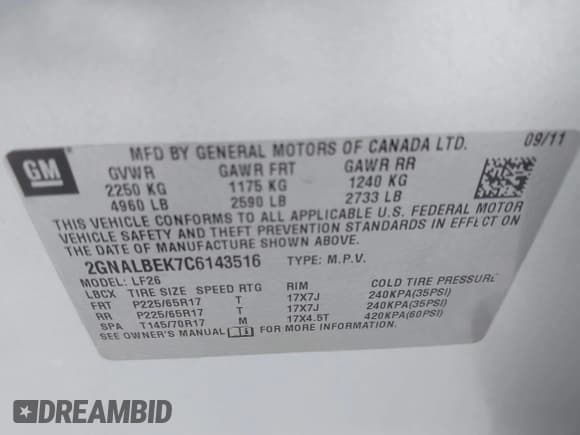 GM
MFD BY GENERAL MOTORS OF CANADA LTD. 09/11
GVWR GAWR FRT GAWR RR
2250 KG 1175 KG 1240 KG
4960 LB 2590 LB 2733 LB
THIS VEHICLE CONFORMS TO ALL APPLICABLE U.S. FEDERAL MOTOR
VEHICLE SAFETY AND THEFT PREVENTION STANDARDS IN EFFECT ON
THE DATE OF MANUFACTURE SHOWN ABOVE.
2GNALBEK7C6143516 TYPE: M.P.V.
MODEL: LF26
LBCX TIRE SIZE SPEED RTG RIM COLD TIRE PRESSURE
FRT P225/65R17 T 17X7J 240KPA(35PSI)
RR P225/65R17 T 17X7J 240KPA(35PSI)
SPA T145/70R17 M 17X4.5T 420KPA(60PSI)
SEE OWNER'S MANUAL FOR MORE INFORMATION.
DREAMBID